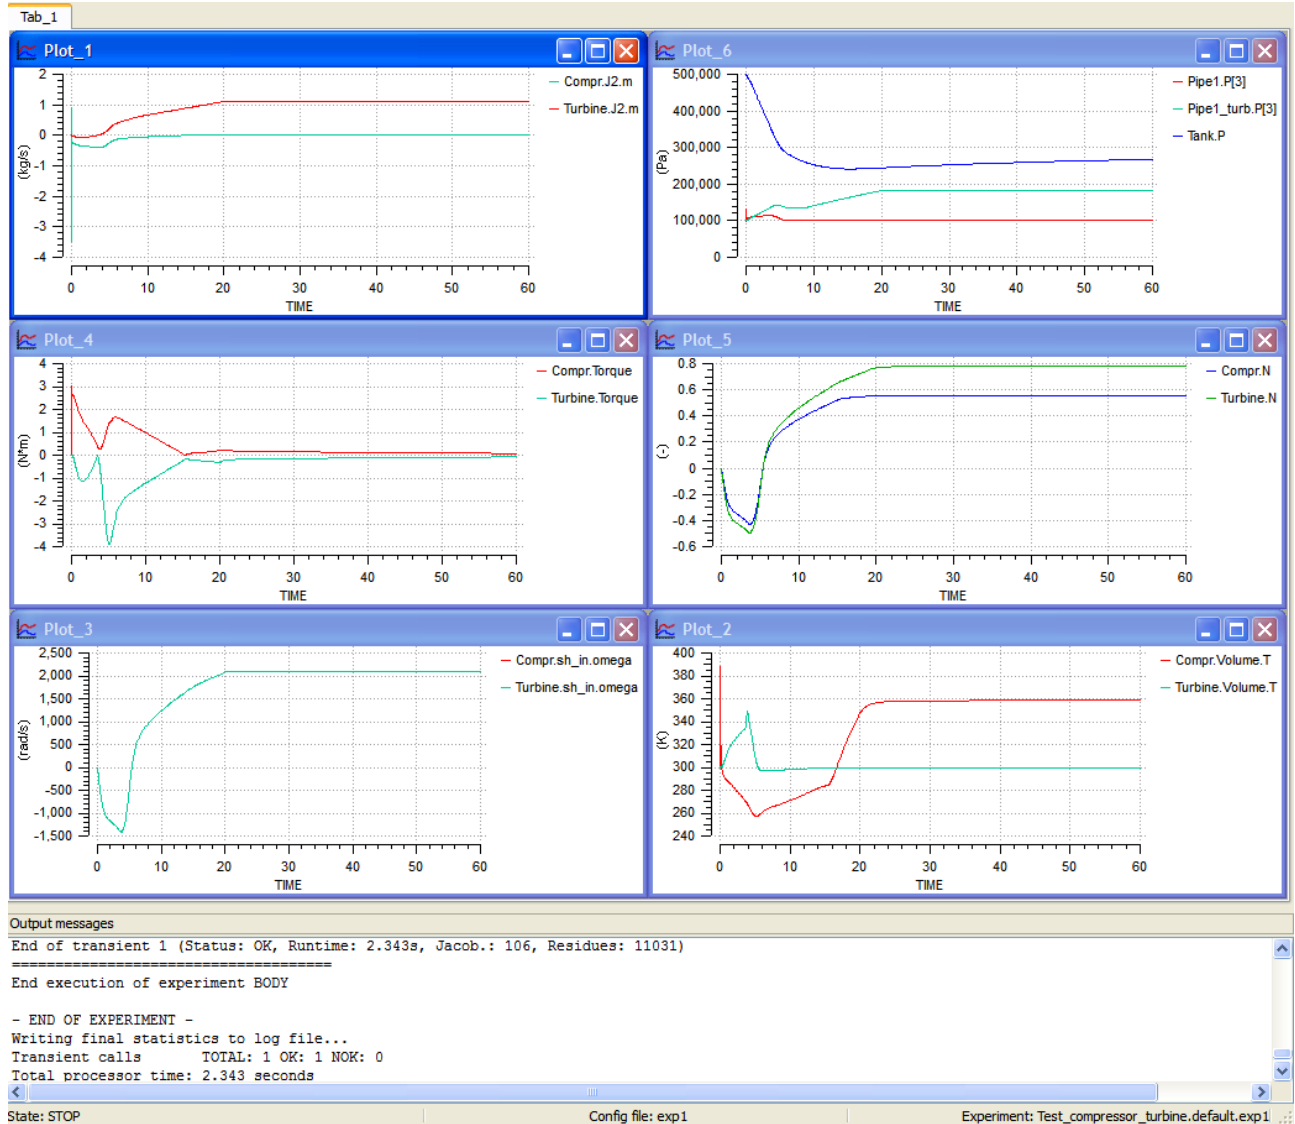 Tab_1
Plot_1
2
1
0
-1
-2
-3
-4
(kg/s)
0 10 20 30 40 50 60
TIME
Compr.J2.m
Turbine.J2.m
Plot_6
500,000
400,000
300,000
200,000
100,000
0
(Pa)
0 10 20 30 40 50 60
TIME
Pipe1.P[3]
Pipe1_turb.P[3]
Tank.P
Plot_4
4
3
2
1
0
-1
-2
-3
-4
(N*m)
0 10 20 30 40 50 60
TIME
Compr.Torque
Turbine.Torque
Plot_5
0.8
0.6
0.4
0.2
0
-0.2
-0.4
-0.6
(-)
0 10 20 30 40 50 60
TIME
Compr.N
Turbine.N
Plot_3
2,500
2,000
1,500
1,000
500
0
-500
-1,000
-1,500
(rad/s)
0 10 20 30 40 50 60
TIME
Compr.sh_in.omega
Turbine.sh_in.omega
Plot_2
400
380
360
340
320
300
280
260
240
(K)
0 10 20 30 40 50 60
TIME
Compr.Volume.T
Turbine.Volume.T
Output messages
End of transient 1 (Status: OK, Runtime: 2.343s, Jacob.: 106, Residues: 11031)
=====================================
End execution of experiment BODY
- END OF EXPERIMENT -
Writing final statistics to log file...
Transient calls TOTAL: 1 OK: 1 NOK: 0
Total processor time: 2.343 seconds
State: STOP
Config file: exp1
Experiment: Test_compressor_turbine.default.exp1